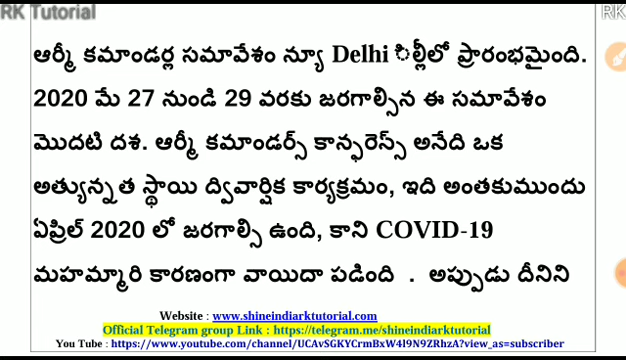 RK Tutorial
RK
ఆర్మీ కమాండర్ల సమావేశం న్యూ Delhi ిల్లీలో ప్రారంభమైంది.
2020 మే 27 నుండి 29 వరకు జరగాల్సిన ఈ సమావేశం
మొదటి దశ. ఆర్మీ కమాండర్స్ కాన్ఫరెన్స్ అనేది ఒక
అత్యున్నత స్థాయి ద్వివార్షిక కార్యక్రమం, ఇది అంతకుముందు
ఏప్రిల్ 2020 లో జరగాల్సి ఉంది, కాని COVID-19
మహమ్మారి కారణంగా వాయిదా పడింది . అప్పుడు దీనిని
Website : www.shineindiarktutorial.com
Official Telegram group Link : https://telegram.me/shineindiarktutorial
You Tube : https://www.youtube.com/channel/UCAvSGKYCrmBxW4I9N9ZRhzA?view_as=subscriber